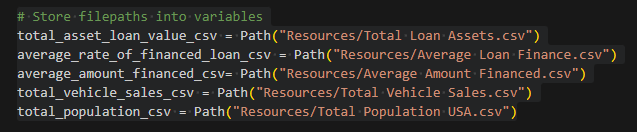 # Store filepaths into variables
total_asset_loan_value_csv = Path("Resources/Total Loan Assets.csv")
average_rate_of_financed_loan_csv = Path("Resources/Average Loan Finance.csv")
average_amount_financed_csv= Path("Resources/Average Amount Financed.csv")
total_vehicle_sales_csv = Path("Resources/Total Vehicle Sales.csv")
total_population_csv = Path("Resources/Total Population USA.csv")